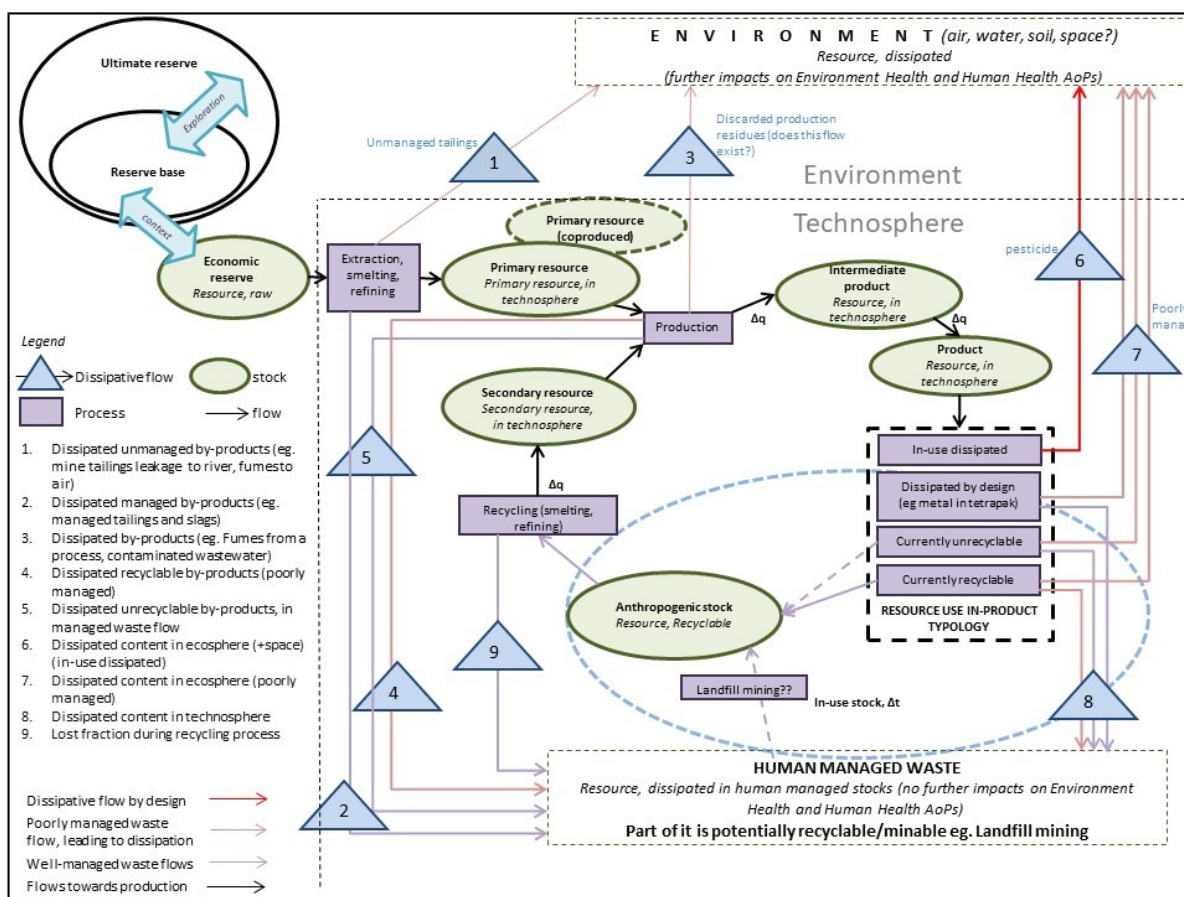 E N V I R O N M E N T (air, water, soil, space?)
Resource, dissipated
(further impacts on Environment Health and Human Health AoPs)
Ultimate reserve
Exploration
Reserve base
context
Economic
reserve
Resource, raw
Unmanaged tailings
1
Discarded production
residues (does this flow
exist?)
3
Environment
Technosphere
Extraction,
smelting,
refining
Primary resource
(coproduced)
Primary resource
Primary resource, in
technosphere
Production
Δq
Intermediate
product
Resource, in
technosphere
Δq
Product
Resource, in
technosphere
pesticide
6
Poorly
mana
7
Secondary resource
Secondary resource,
in technosphere
Δq
Recycling (smelting,
refining)
5
In-use dissipated
Dissipated by design
(eg metal in tetrapak)
Currently unrecyclable
Currently recyclable
RESOURCE USE IN-PRODUCT
TYPOLOGY
Anthropogenic stock
Resource, Recyclable
9
4
Landfill mining??
In-use stock, Δt
8
2
HUMAN MANAGED WASTE
Resource, dissipated in human managed stocks (no further impacts on Environment
Health and Human Health AoPs)
Part of it is potentially recyclable/minable eg. Landfill mining
Legend
Dissipative flow
stock
Process
flow
1. Dissipated unmanaged by-products (eg.
mine tailings leakage to river, fumesto
air)
2. Dissipated managed by-products (eg.
managed tailings and slags)
3. Dissipated by-products (eg. Fumes from a
process, contaminated wastewater)
4. Dissipated recyclable by-products (poorly
managed)
5. Dissipated unrecyclable by-products, in
managed waste flow
6. Dissipated content in ecosphere (+space)
(in-use dissipated)
7. Dissipated content in ecosphere (poorly
managed)
8. Dissipated content in technosphere
9. Lost fraction during recycling process
Dissipative flow by design
Poorly managed waste
flow, leading to dissipation
Well-managed waste flows
Flows towards production